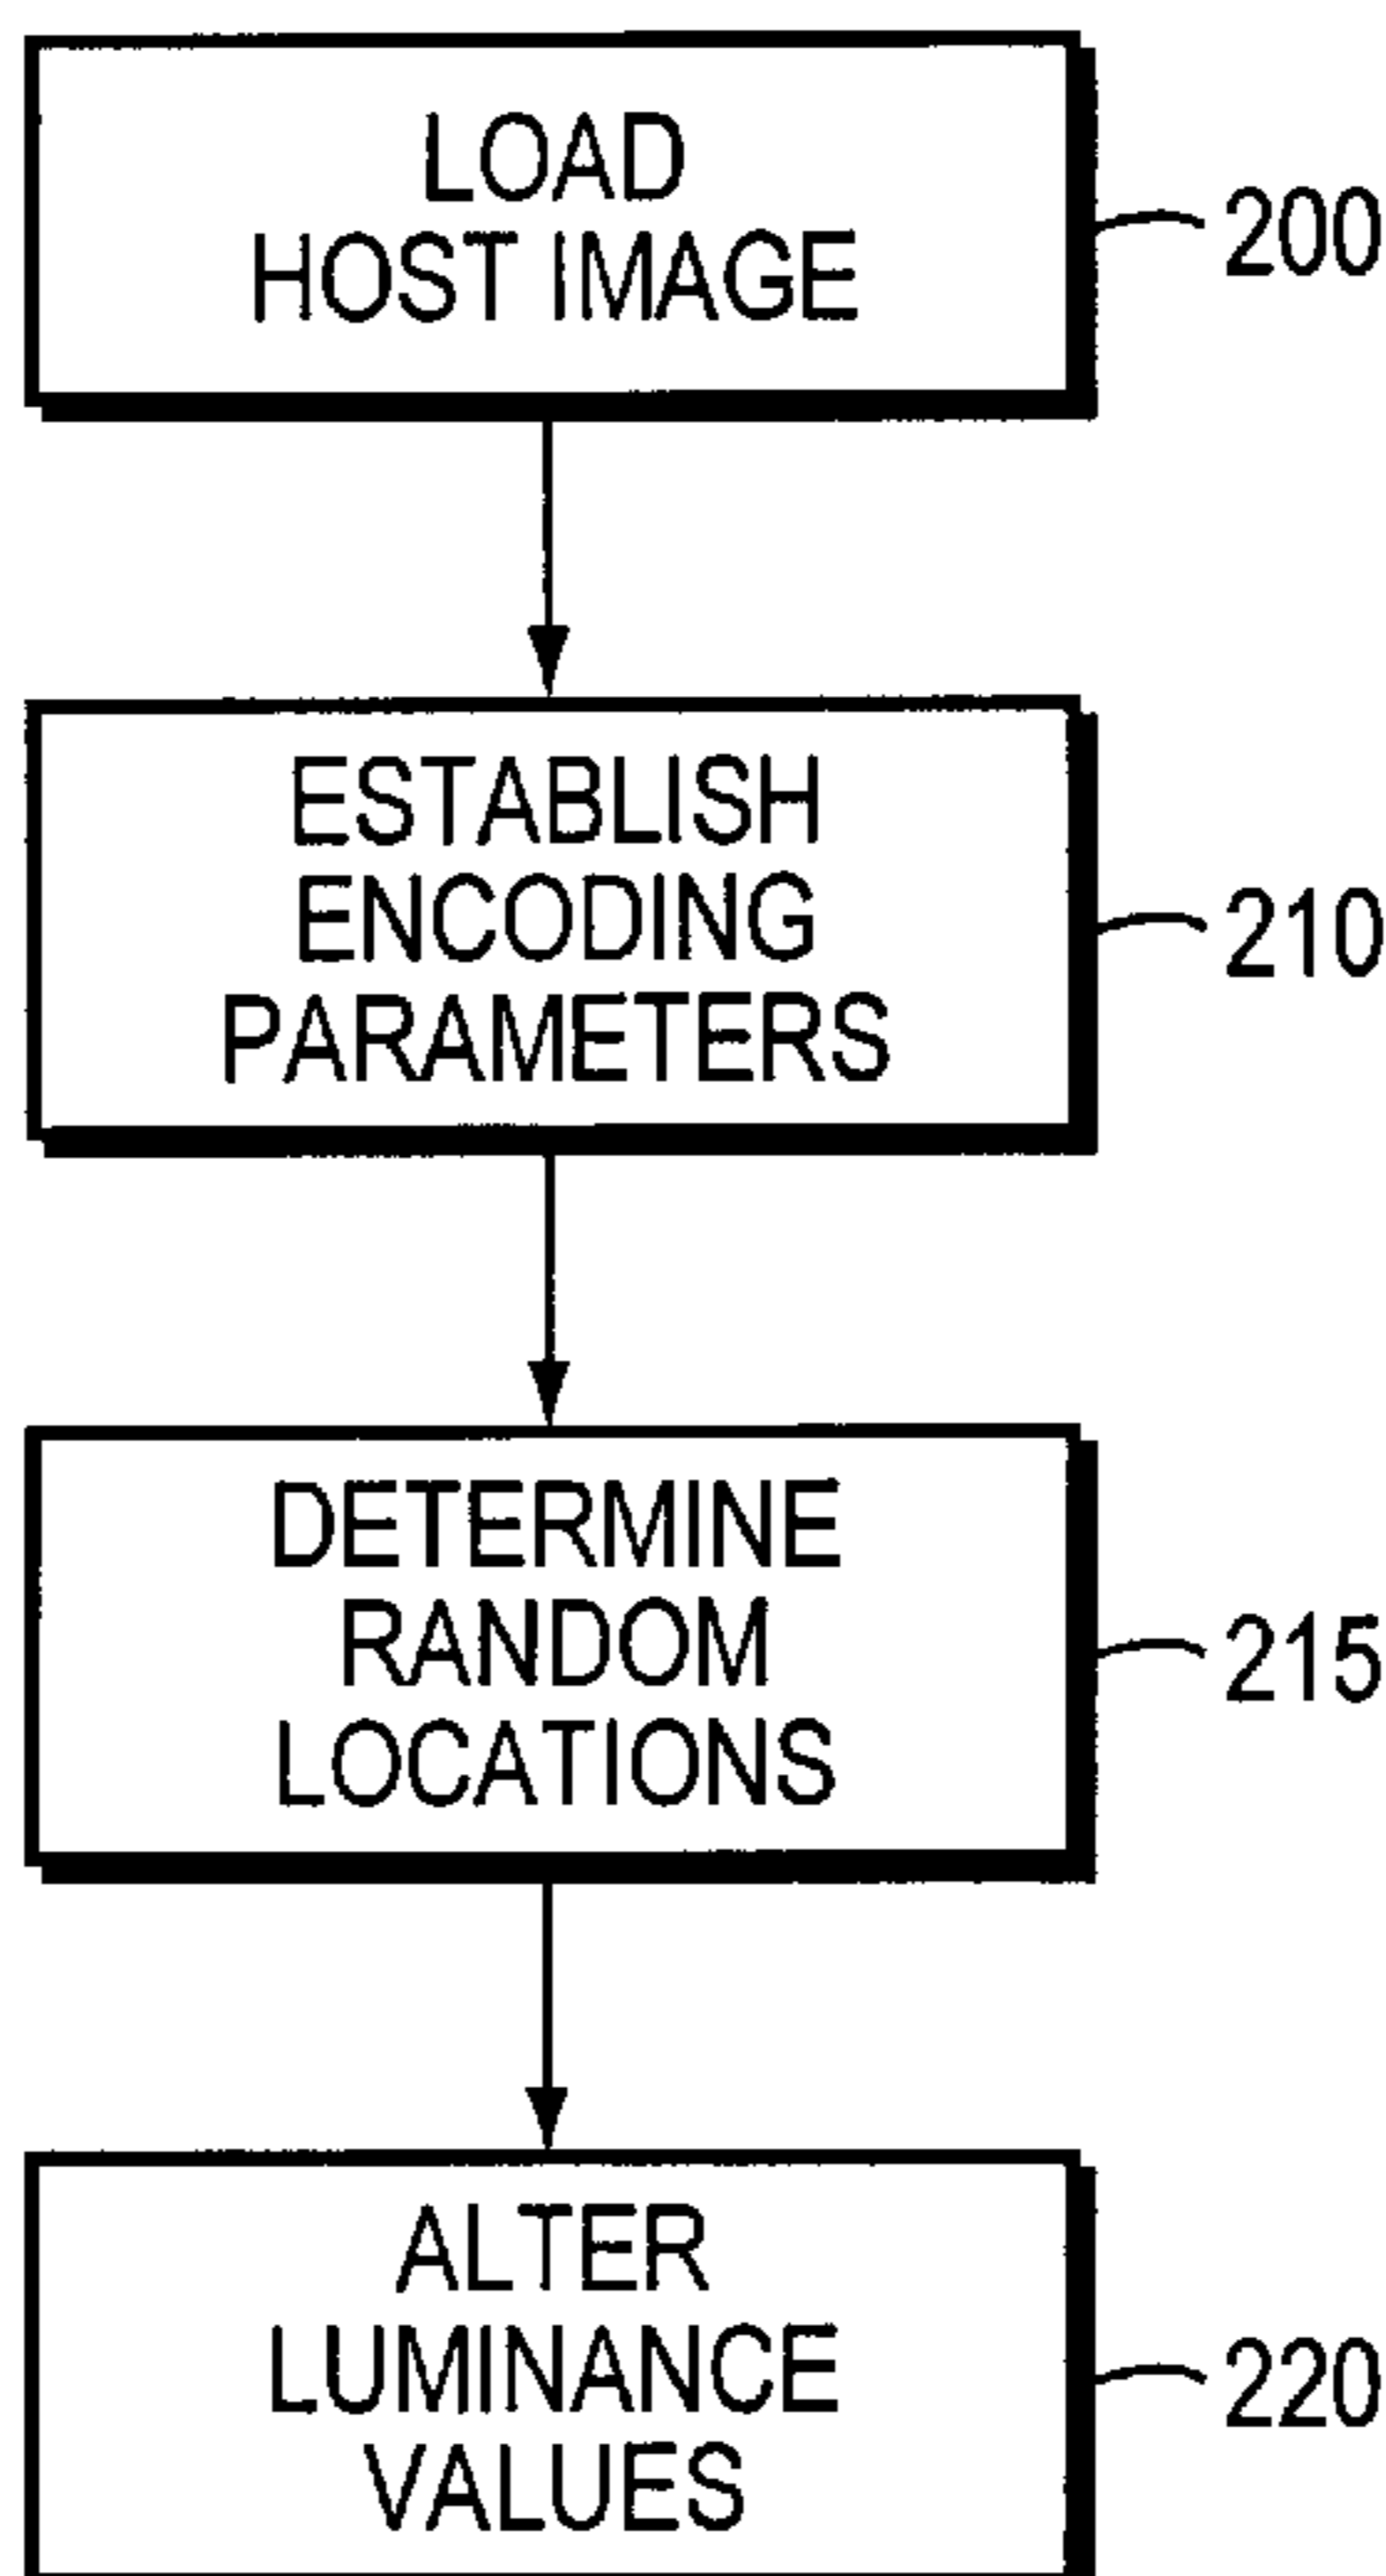 LOAD
HOST IMAGE
200
ESTABLISH
ENCODING
PARAMETERS
210
DETERMINE
RANDOM
LOCATIONS
215
ALTER
LUMINANCE
VALUES
220